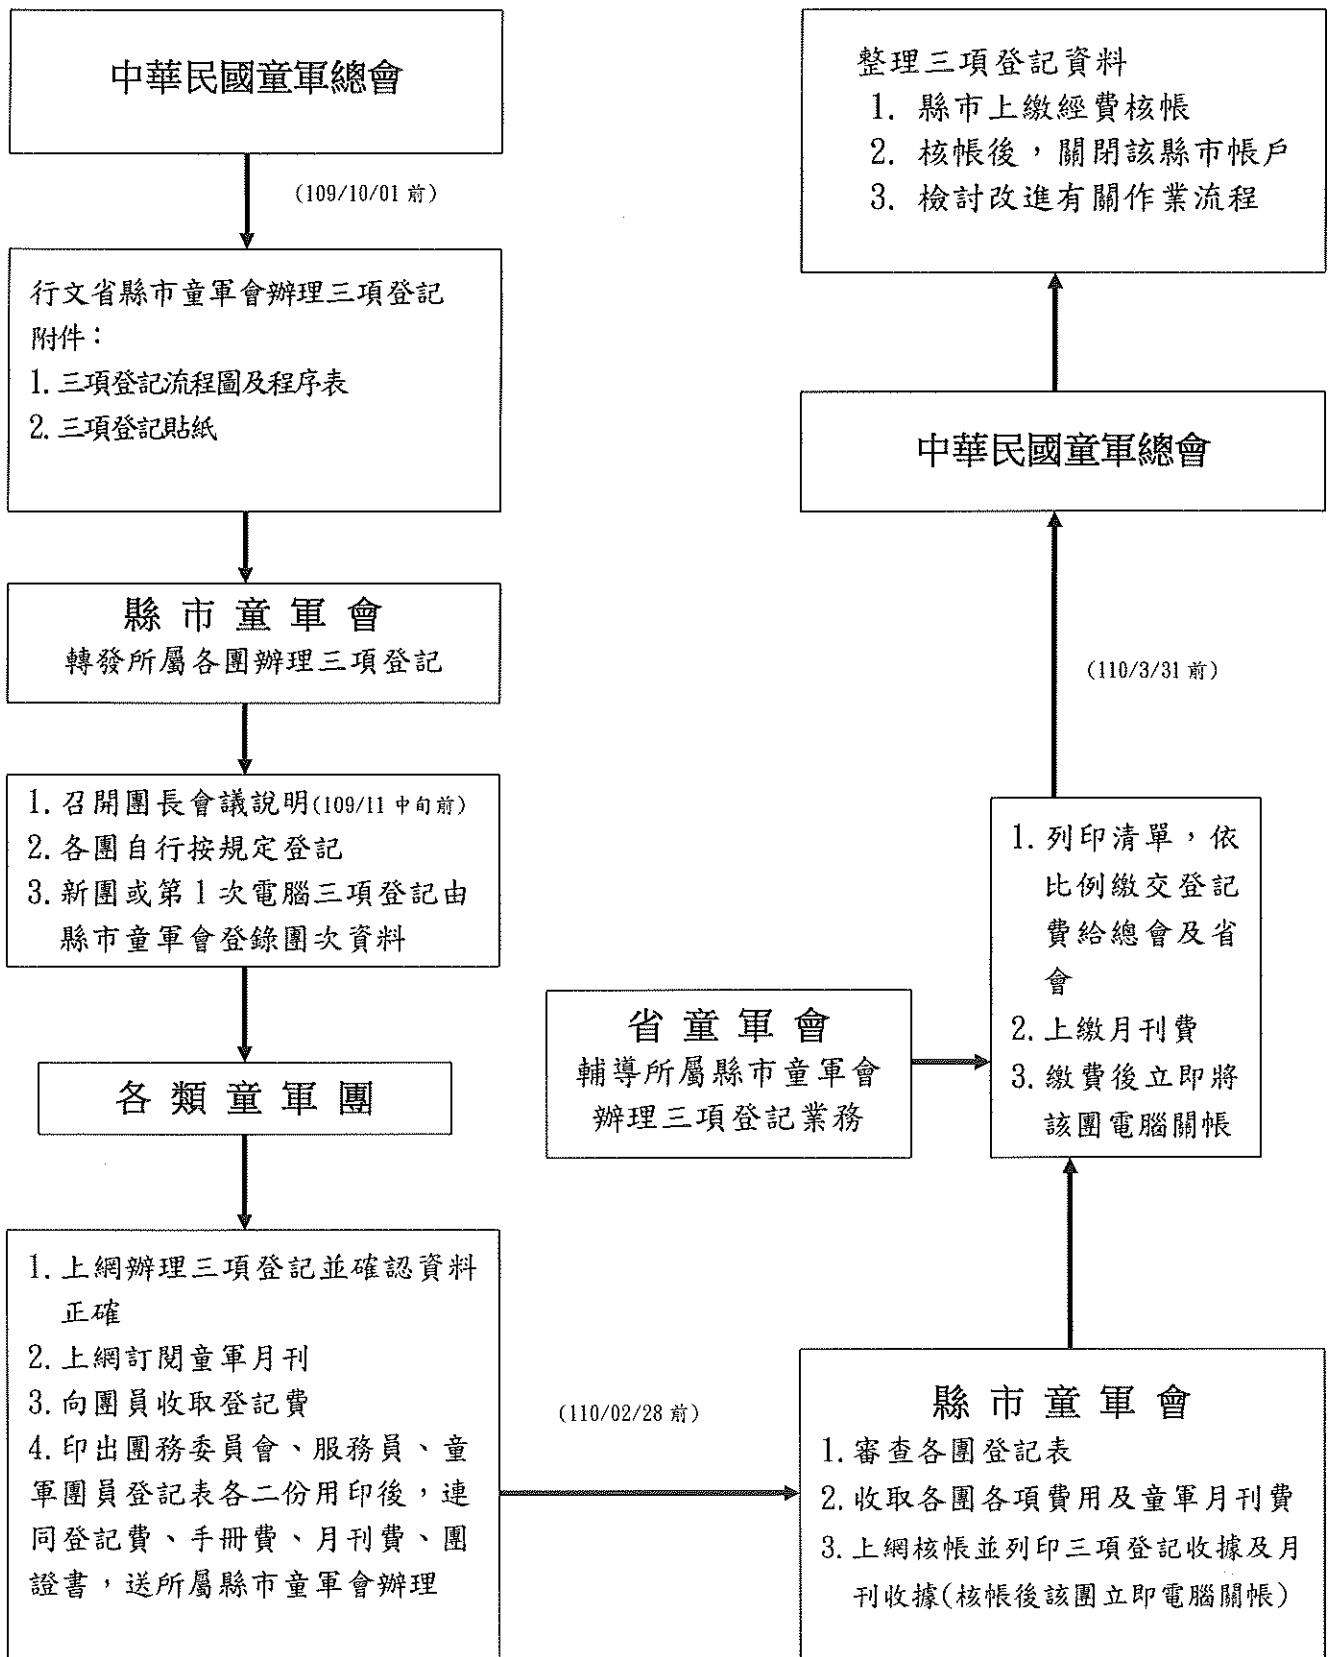 中華民國童軍總會
(109/10/01 前)
行文省縣市童軍會辦理三項登記
附件：
1. 三項登記流程圖及程序表
2. 三項登記貼紙
縣 市 童 軍 會
轉發所屬各團辦理三項登記
1. 召開團長會議說明(109/11 中旬前)
2. 各團自行按規定登記
3. 新團或第 1 次電腦三項登記由
縣市童軍會登錄團次資料
各 類 童 軍 團
1. 上網辦理三項登記並確認資料
正確
2. 上網訂閱童軍月刊
3. 向團員收取登記費
4. 印出團務委員會、服務員、童
軍團員登記表各二份用印後，連
同登記費、手冊費、月刊費、團
證書，送所屬縣市童軍會辦理
(110/02/28 前)
縣 市 童 軍 會
1. 審查各團登記表
2. 收取各團各項費用及童軍月刊費
3. 上網核帳並列印三項登記收據及月
刊收據(核帳後該團立即電腦關帳)
省 童 軍 會
輔導所屬縣市童軍會
辦理三項登記業務
1. 列印清單，依
比例繳交登記
費給總會及省
會
2. 上繳月刊費
3. 繳費後立即將
該團電腦關帳
(110/3/31 前)
中華民國童軍總會
整理三項登記資料
1. 縣市上繳經費核帳
2. 核帳後，關閉該縣市帳戶
3. 檢討改進有關作業流程